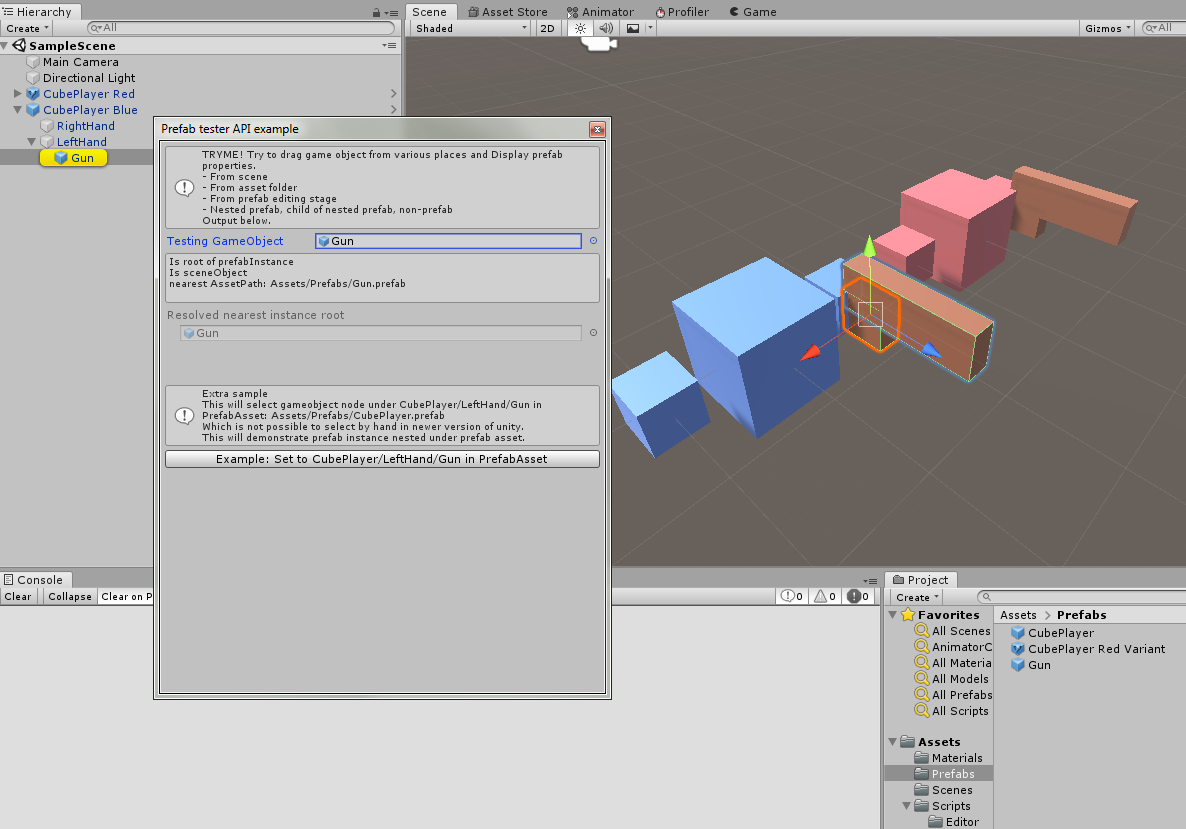 Hierarchy
Create
All
SampleScene
Main Camera
Directional Light
CubePlayer Red
CubePlayer Blue
RightHand
LeftHand
Gun
Scene
Asset Store
Animator
Profiler
Game
Shaded
2D
Gizmos
All
Prefab tester API example
TRYME! Try to drag game object from various places and Display prefab
properties.
- From scene
- From asset folder
- From prefab editing stage
- Nested prefab, child of nested prefab, non-prefab
Output below.
Testing GameObject
Gun
Is root of prefabInstance
Is sceneObject
nearest AssetPath: Assets/Prefabs/Gun.prefab
Resolved nearest instance root
Gun
Extra sample
This will select gameobject node under CubePlayer/LeftHand/Gun in
PrefabAsset: Assets/Prefabs/CubePlayer.prefab
Which is not possible to select by hand in newer version of unity.
This will demonstrate prefab instance nested under prefab asset.
Example: Set to CubePlayer/LeftHand/Gun in PrefabAsset
Console
Clear
Collapse
Clear on P
0
0
0
Project
Create
Favorites
All Scenes
AnimatorC
All Materia
All Models
All Prefabs
All Scripts
Assets
Materials
Prefabs
Scenes
Scripts
Editor
Assets > Prefabs
CubePlayer
CubePlayer Red Variant
Gun